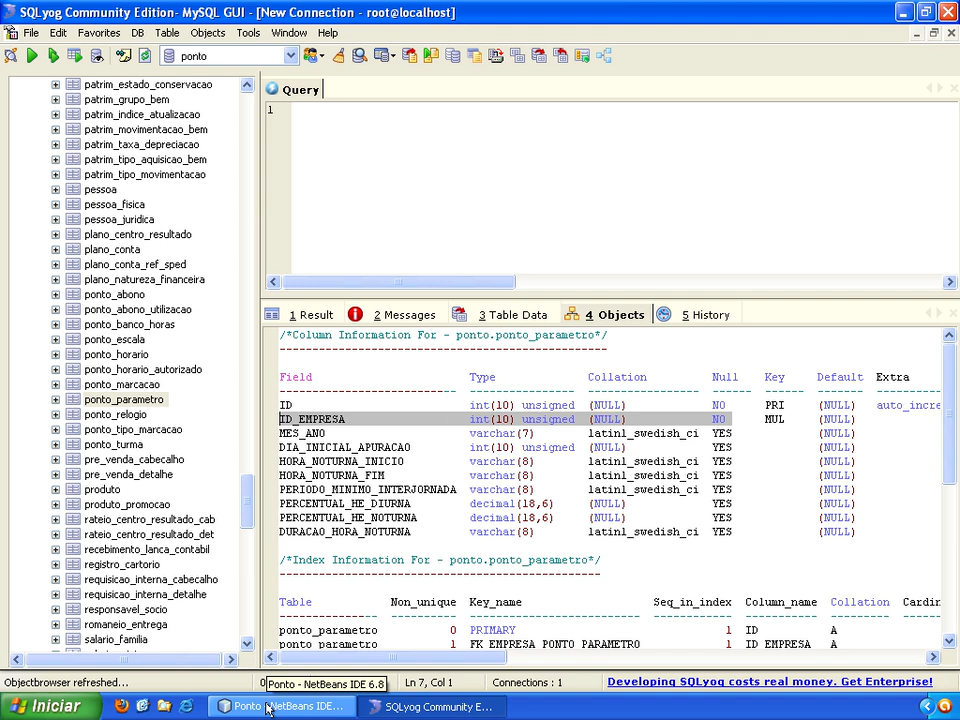 SQLyog Community Edition- MySQL GUI - [New Connection - root@localhost]
File Edit Favorites DB Table Objects Tools Window Help
ponto
patrim_estado_conservacao
patrim_grupo_bem
patrim_indice_atualizacao
patrim_movimentacao_bem
patrim_taxa_depreciacao
patrim_tipo_aquisicao_bem
patrim_tipo_movimentacao
pessoa
pessoa_fisica
pessoa_juridica
plano_centro_resultado
plano_conta
plano_conta_ref_sped
plano_natureza_financeira
ponto_abono
ponto_abono_utilizacao
ponto_banco_horas
ponto_escala
ponto_horario
ponto_horario_autorizado
ponto_marcacao
ponto_parametro
ponto_relogio
ponto_tipo_marcacao
ponto_turma
pre_venda_cabecalho
pre_venda_detalhe
produto
produto_promocao
rateio_centro_resultado_cab
rateio_centro_resultado_det
recebimento_lanca_contabil
registro_cartorio
requisicao_interna_cabecalho
requisicao_interna_detalhe
responsavel_socio
romaneio_entrega
salario_familia
Query
1
1 Result 2 Messages 3 Table Data 4 Objects 5 History
/*Column Information For - ponto.ponto_parametro*/
Field Type Collation Null Key Default Extra
ID int(10) unsigned (NULL) NO PRI (NULL) auto_incre
ID_EMPRESA int(10) unsigned (NULL) NO MUL (NULL)
MES_ANO varchar(7) latin1_swedish_ci YES (NULL)
DIA_INICIAL_APURACAO int(10) unsigned (NULL) YES (NULL)
HORA_NOTURNA_INICIO varchar(8) latin1_swedish_ci YES (NULL)
HORA_NOTURNA_FIM varchar(8) latin1_swedish_ci YES (NULL)
PERIODO_MINIMO_INTERJORNADA varchar(8) latin1_swedish_ci YES (NULL)
PERCENTUAL_HE_DIURNA decimal(18,6) (NULL) YES (NULL)
PERCENTUAL_HE_NOTURNA decimal(18,6) (NULL) YES (NULL)
DURACAO_HORA_NOTURNA varchar(8) latin1_swedish_ci YES (NULL)
/*Index Information For - ponto.ponto_parametro*/
Table Non_unique Key_name Seq_in_index Column_name Collation Cardin
ponto_parametro 0 PRIMARY 1 ID A
ponto_parametro 1 FK_EMPRESA_PONTO_PARAMETRO 1 ID_EMPRESA A
Objectbrowser refreshed... 0 Ln 7, Col 1 Connections : 1 Developing SQLyog costs real money. Get Enterprise!
Ponto - NetBeans IDE 6.8
Iniciar Ponto - NetBeans IDE... SQLyog Community E...